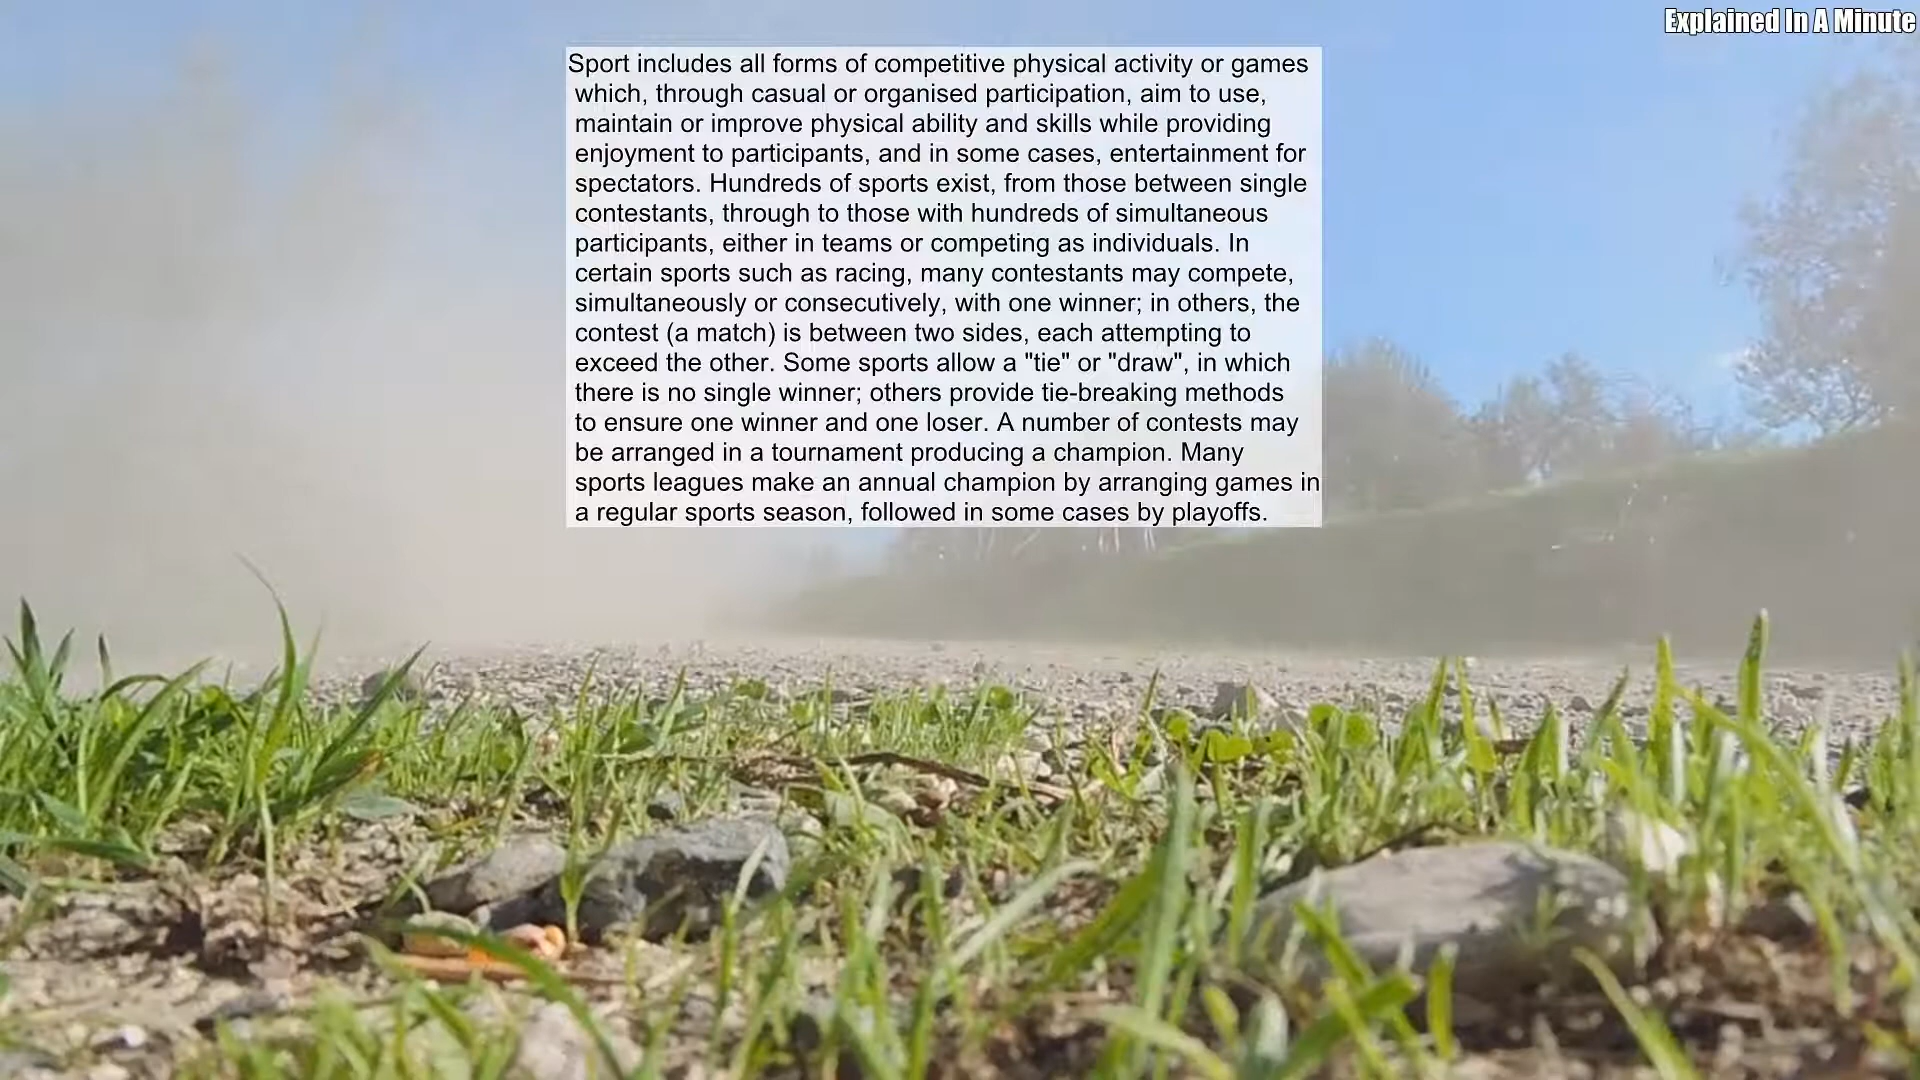 Explained In A Minute
Sport includes all forms of competitive physical activity or games
which, through casual or organised participation, aim to use,
maintain or improve physical ability and skills while providing
enjoyment to participants, and in some cases, entertainment for
spectators. Hundreds of sports exist, from those between single
contestants, through to those with hundreds of simultaneous
participants, either in teams or competing as individuals. In
certain sports such as racing, many contestants may compete,
simultaneously or consecutively, with one winner; in others, the
contest (a match) is between two sides, each attempting to
exceed the other. Some sports allow a "tie" or "draw", in which
there is no single winner; others provide tie-breaking methods
to ensure one winner and one loser. A number of contests may
be arranged in a tournament producing a champion. Many
sports leagues make an annual champion by arranging games in
a regular sports season, followed in some cases by playoffs.